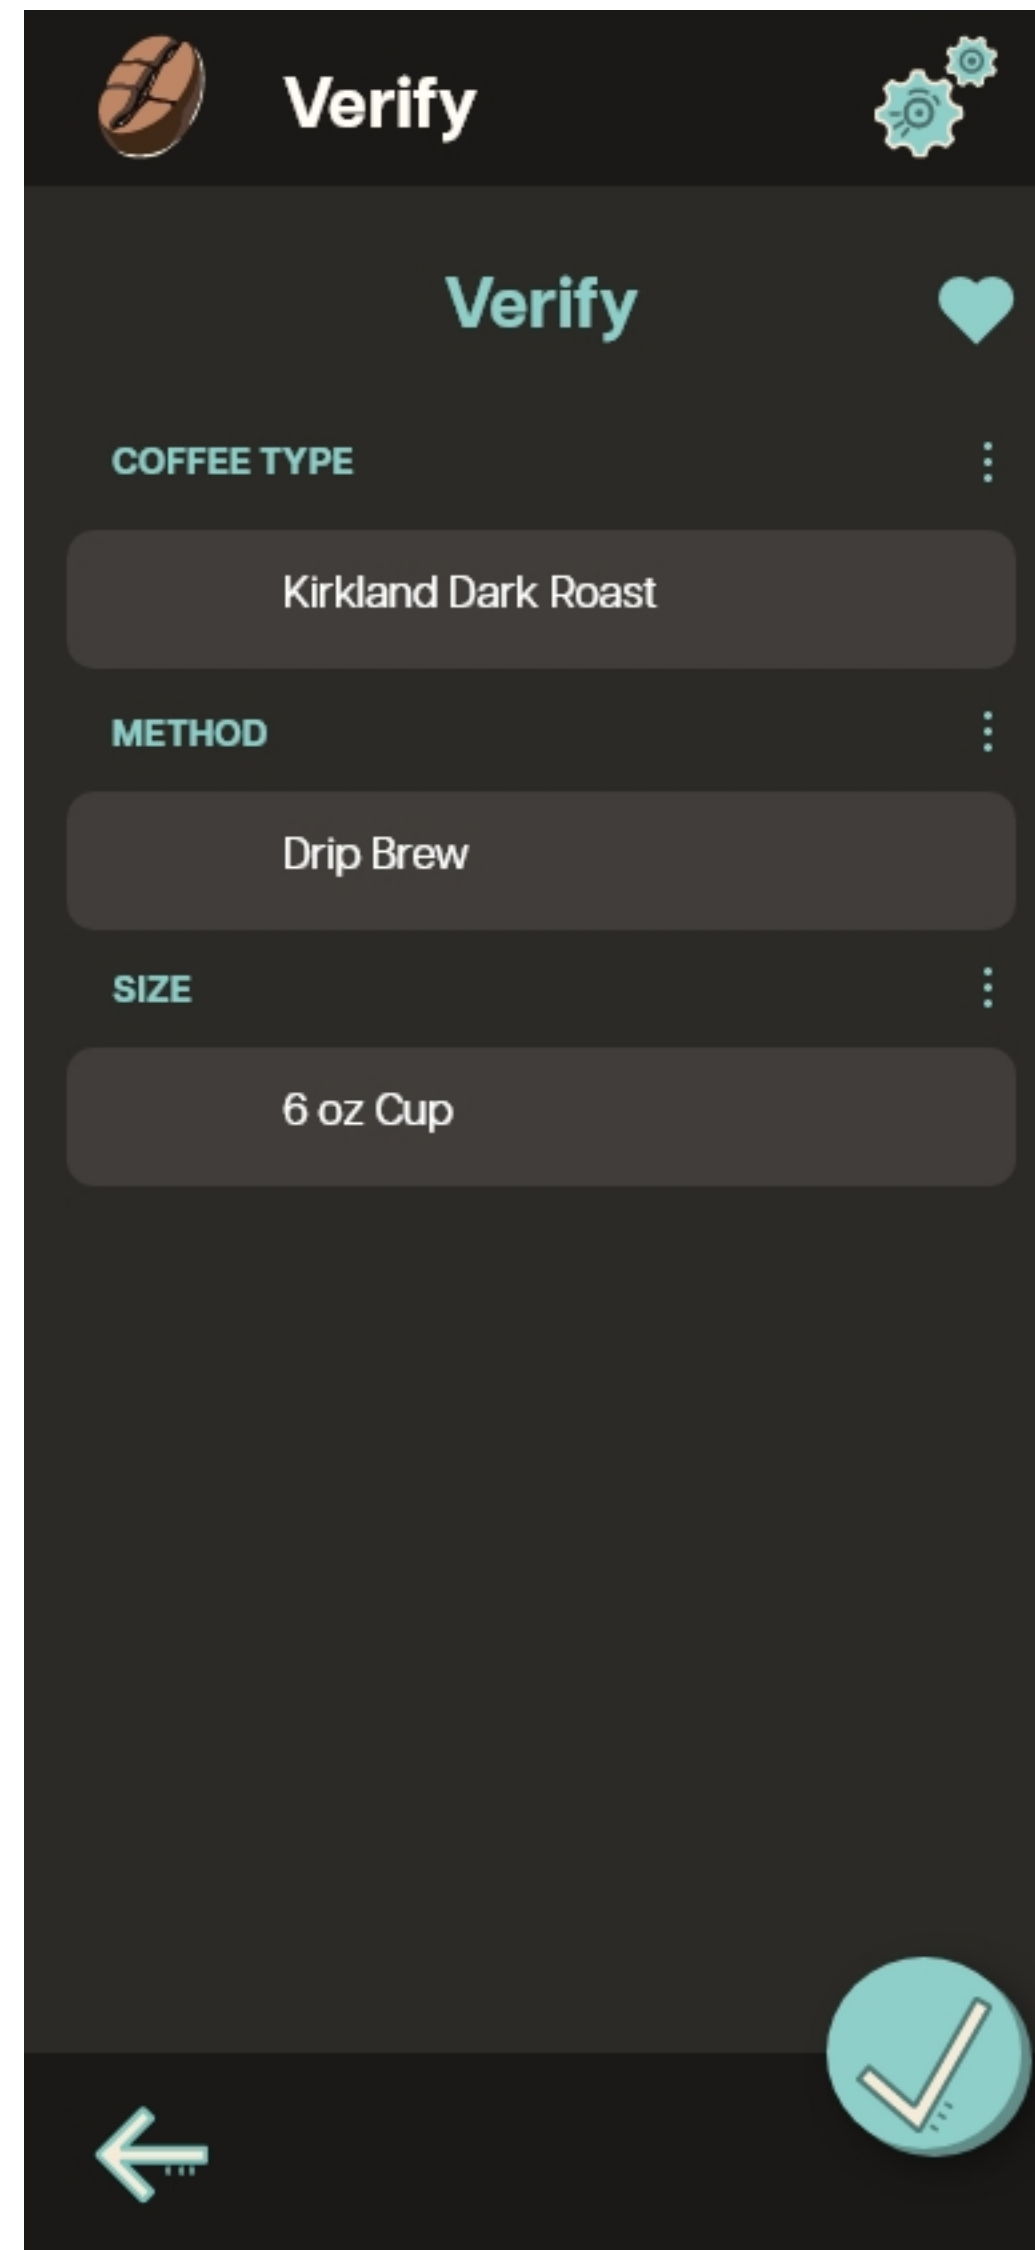 Verify
Verify
COFFEE TYPE
Kirkland Dark Roast
METHOD
Drip Brew
SIZE
6 oz Cup